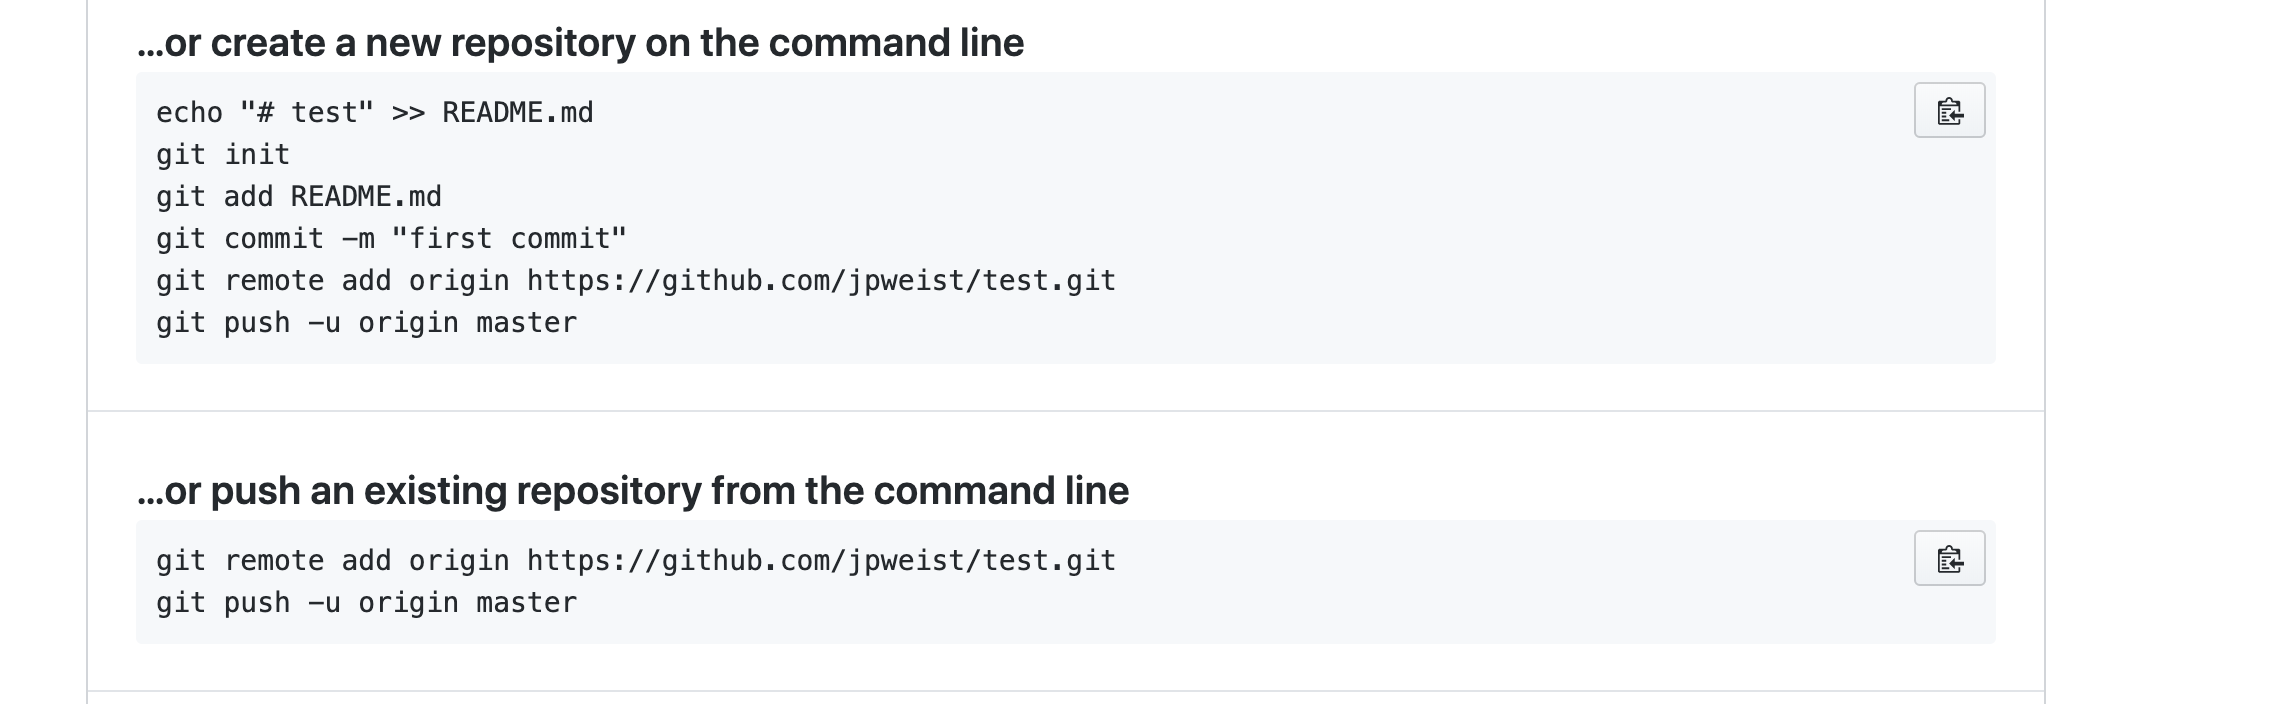 …or create a new repository on the command line
echo "# test" >> README.md
git init
git add README.md
git commit -m "first commit"
git remote add origin https://github.com/jpweist/test.git
git push -u origin master
…or push an existing repository from the command line
git remote add origin https://github.com/jpweist/test.git
git push -u origin master